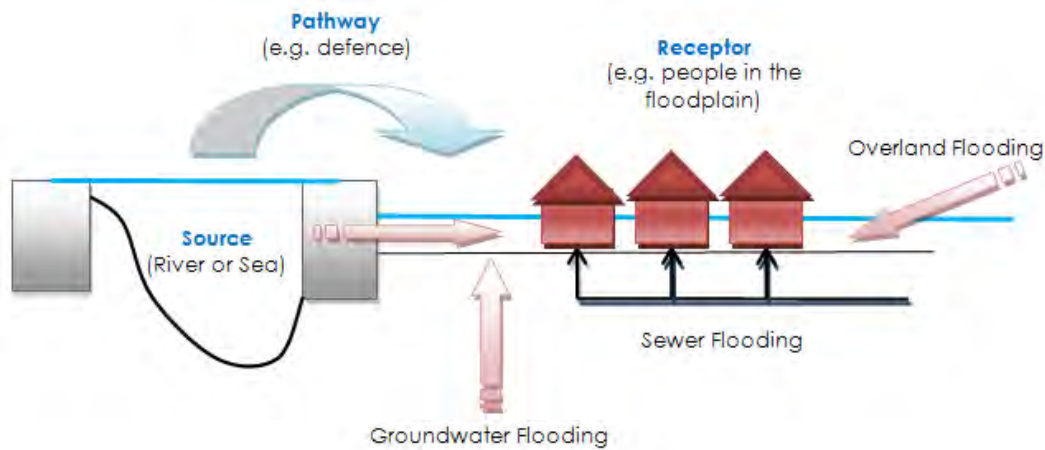 Pathway
(e.g. defence)
Receptor
(e.g. people in the
floodplain)
Overland Flooding
Source
(River or Sea)
Sewer Flooding
Groundwater Flooding